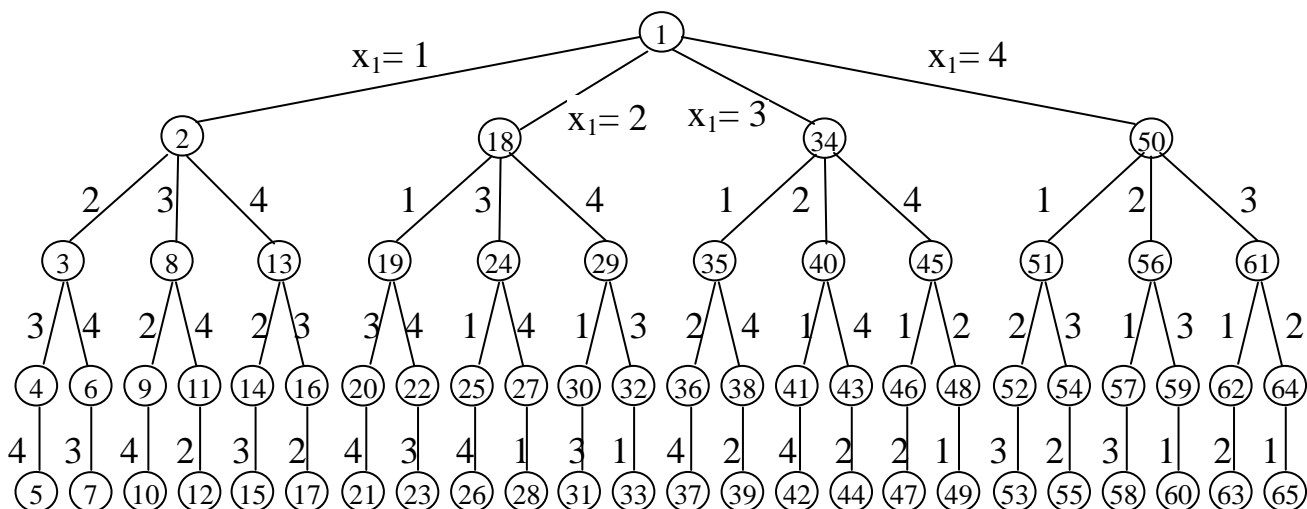 1
x₁= 1 x₁= 4
x₁= 2 x₁= 3
2 18 34 50
2 3 4 1 3 4 1 2 4 1 2 3
3 8 13 19 24 29 35 40 45 51 56 61
3 4 2 4 2 3 3 4 1 4 1 3 2 4 1 4 1 2 2 3 1 3 1 2
4 6 9 11 14 16 20 22 25 27 30 32 36 38 41 43 46 48 52 54 57 59 62 64
4 3 4 2 3 2 4 3 4 1 3 1 4 2 4 2 2 1 3 2 3 1 2 1
5 7 10 12 15 17 21 23 26 28 31 33 37 39 42 44 47 49 53 55 58 60 63 65